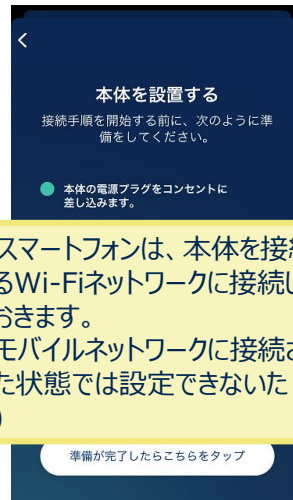 本体を設置する
接続手順を開始する前に、次のように準
備をしてください。
本体の電源プラグをコンセントに
差し込みます。
スマートフォンは、本体を接続
るWi-Fiネットワークに接続し
おきます。
モバイルネットワークに接続さ
た状態では設定できないた
)
準備が完了したらこちらをタップ